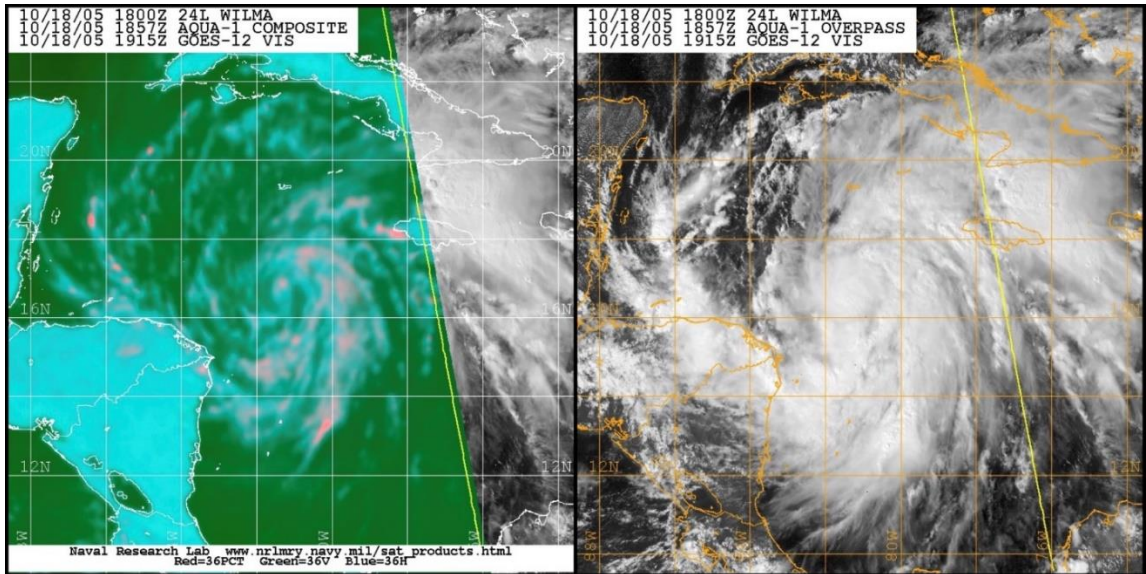 10/18/05 1800Z 24L WILMA
10/18/05 1857Z AQUA-1 COMPOSITE
10/18/05 1915Z GOES-12 VIS
20N
20N
16N
16N
12N
12N
Naval Research Lab www.nrlmry.navy.mil/sat_products.html
Red=36PCT Green=36V Blue=36H
10/18/05 1800Z 24L WILMA
10/18/05 1857Z AQUA-1 OVERPASS
10/18/05 1915Z GOES-12 VIS
20N
20N
16N
16N
12N
12N